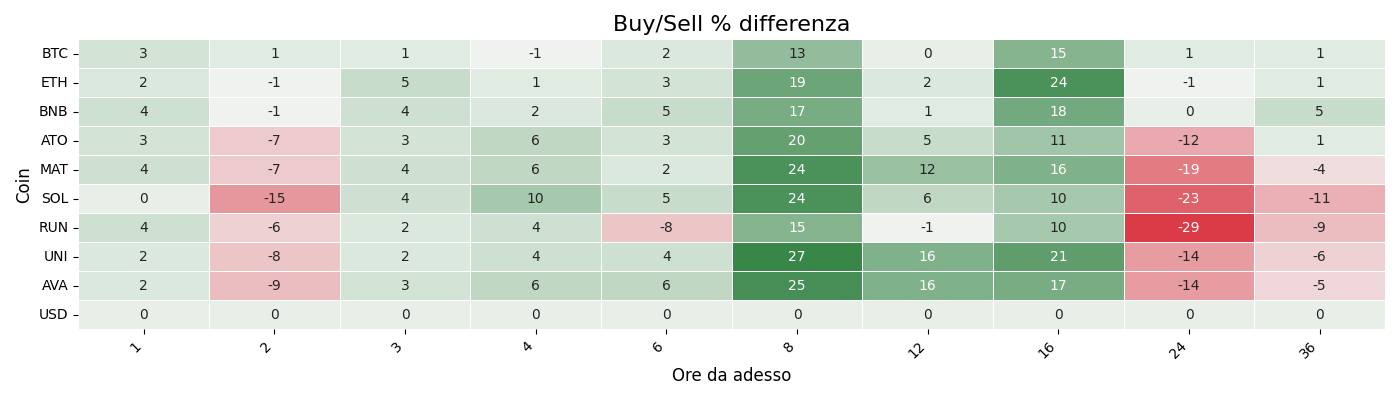 Buy/Sell % differenza
BTC 3 1 1 -1 2 13 0 15 1 1
ETH 2 -1 5 1 3 19 2 24 -1 1
BNB 4 -1 4 2 5 17 1 18 0 5
ATO 3 -7 3 6 3 20 5 11 -12 1
MAT 4 -7 4 6 2 24 12 16 -19 -4
SOL 0 -15 4 10 5 24 6 10 -23 -11
RUN 4 -6 2 4 -8 15 -1 10 -29 -9
UNI 2 -8 2 4 4 27 16 21 -14 -6
AVA 2 -9 3 6 6 25 16 17 -14 -5
USD 0 0 0 0 0 0 0 0 0 0
Coin
1 2 3 4 6 8 12 16 24 36
Ore da adesso